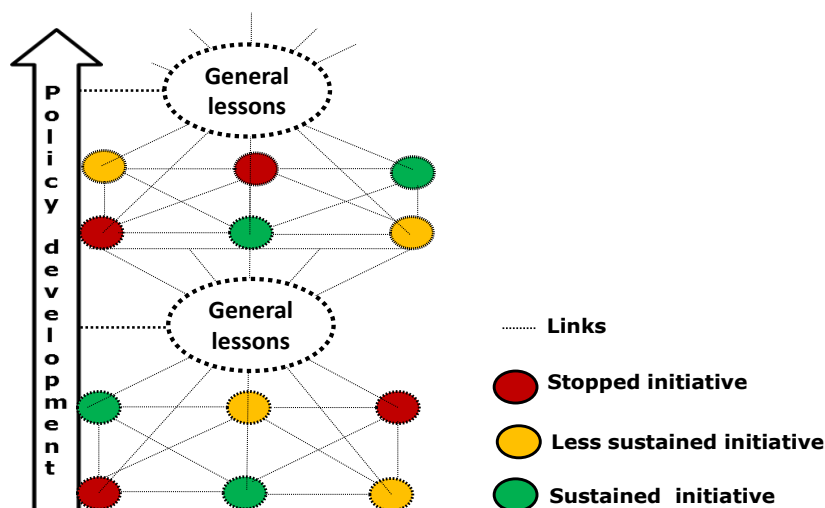 Policy development
General
lessons
General
lessons
Links
Stopped initiative
Less sustained initiative
Sustained initiative